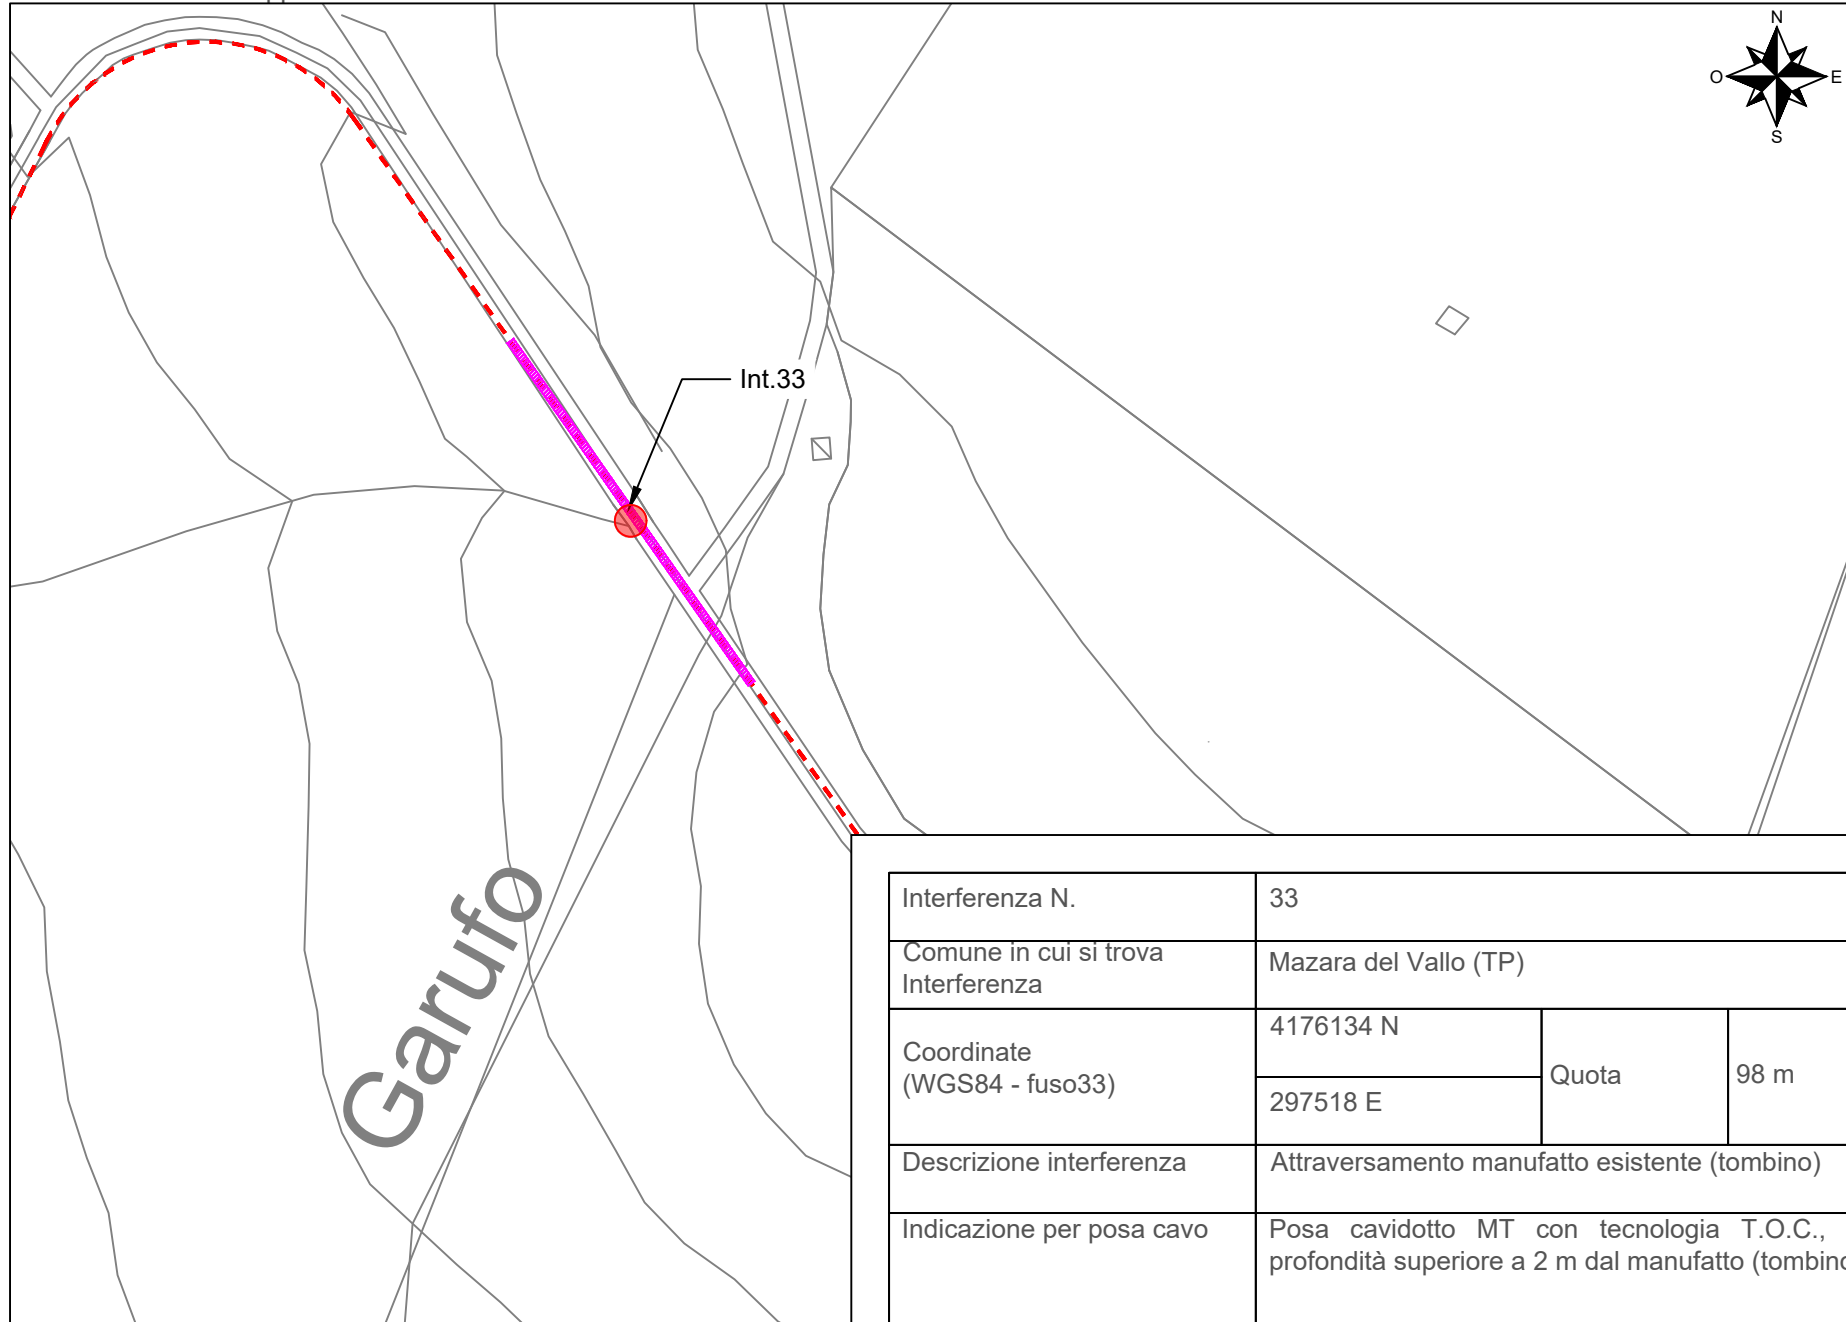 N
O
E
S
Int.33
Garufo
Interferenza N.
33
Comune in cui si trova
Interferenza
Mazara del Vallo (TP)
Coordinate
(WGS84 - fuso33)
4176134 N
297518 E
Quota
98 m
Descrizione interferenza
Attraversamento manufatto esistente (tombino)
Indicazione per posa cavo
Posa cavidotto MT con tecnologia T.O.C.,
profondità superiore a 2 m dal manufatto (tombino